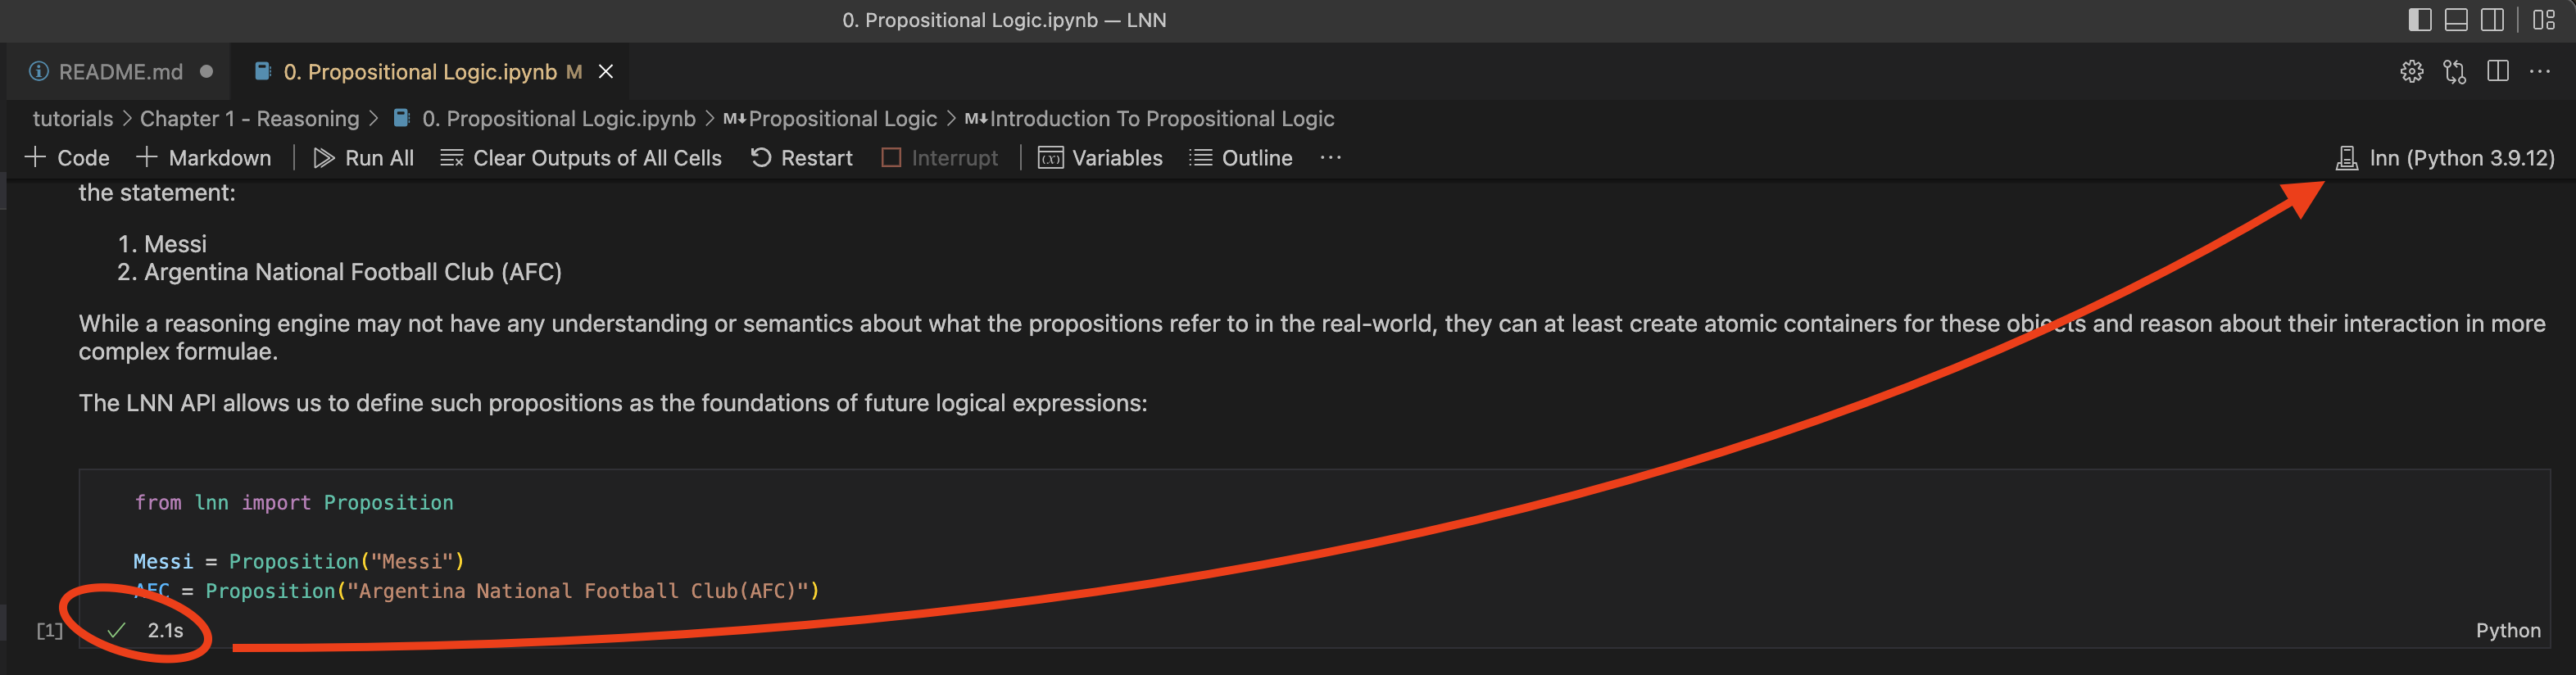 0. Propositional Logic.ipynb — LNN
README.md
0. Propositional Logic.ipynb M
tutorials > Chapter 1 - Reasoning > 0. Propositional Logic.ipynb > M↓Propositional Logic > M↓Introduction To Propositional Logic
+ Code + Markdown | Run All Clear Outputs of All Cells Restart Interrupt | Variables Outline ··· lnn (Python 3.9.12)
the statement:
1. Messi
2. Argentina National Football Club (AFC)
While a reasoning engine may not have any understanding or semantics about what the propositions refer to in the real-world, they can at least create atomic containers for these objects and reason about their interaction in more
complex formulae.
The LNN API allows us to define such propositions as the foundations of future logical expressions:
from lnn import Proposition
Messi = Proposition("Messi")
AFC = Proposition("Argentina National Football Club(AFC)")
[1] ✓ 2.1s Python